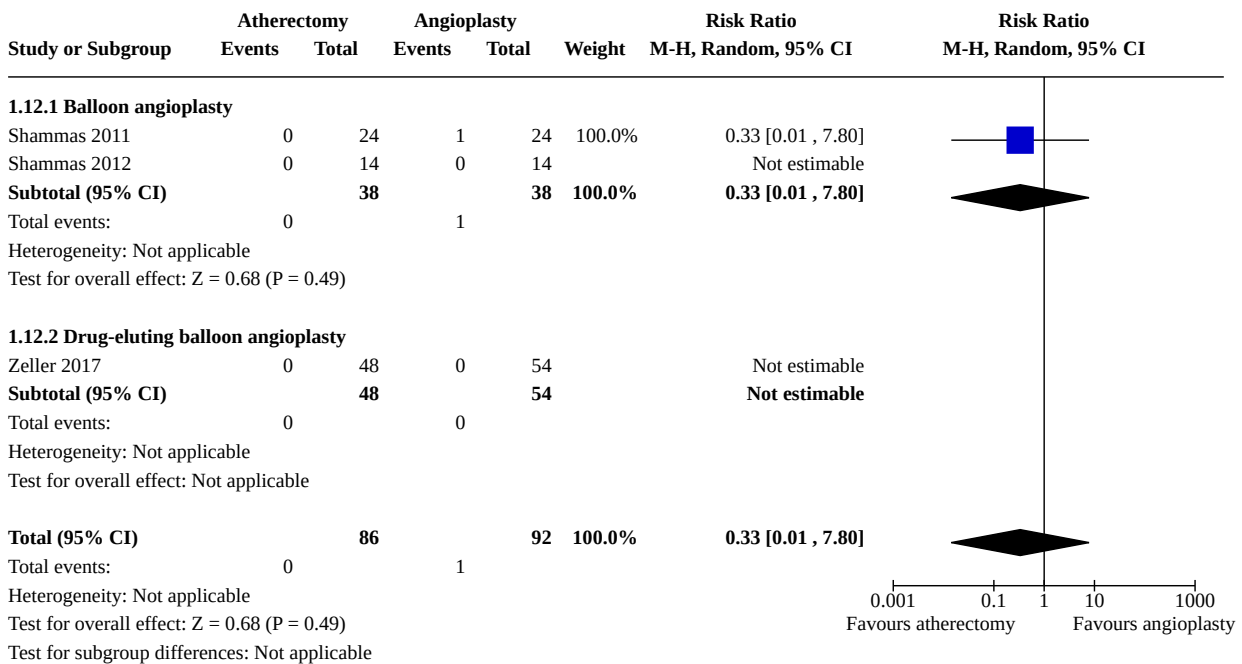 Atherectomy Angioplasty Risk Ratio Risk Ratio
Study or Subgroup Events Total Events Total Weight M-H, Random, 95% CI M-H, Random, 95% CI
1.12.1 Balloon angioplasty
Shammas 2011 0 24 1 24 100.0% 0.33 [0.01 , 7.80]
Shammas 2012 0 14 0 14 Not estimable
Subtotal (95% CI) 38 38 100.0% 0.33 [0.01 , 7.80]
Total events: 0 1
Heterogeneity: Not applicable
Test for overall effect: Z = 0.68 (P = 0.49)
1.12.2 Drug-eluting balloon angioplasty
Zeller 2017 0 48 0 54 Not estimable
Subtotal (95% CI) 48 54 Not estimable
Total events: 0 0
Heterogeneity: Not applicable
Test for overall effect: Not applicable
Total (95% CI) 86 92 100.0% 0.33 [0.01 , 7.80]
Total events: 0 1
Heterogeneity: Not applicable
Test for overall effect: Z = 0.68 (P = 0.49)
Test for subgroup differences: Not applicable
0.001 0.1 1 10 1000
Favours atherectomy Favours angioplasty